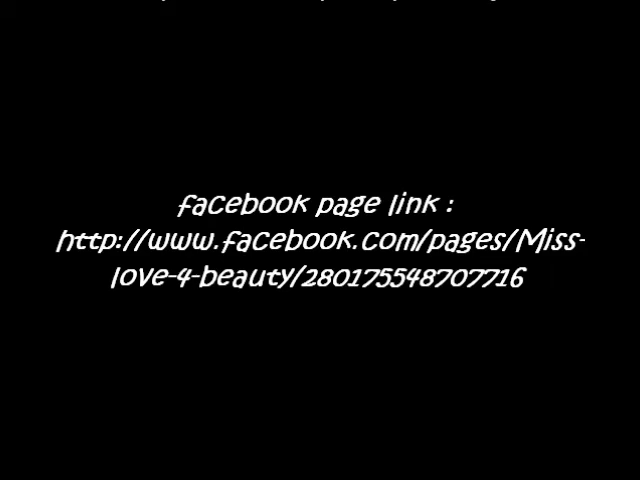 facebook page link :
http://www.facebook.com/pages/Miss-
love-4-beauty/280175548707716